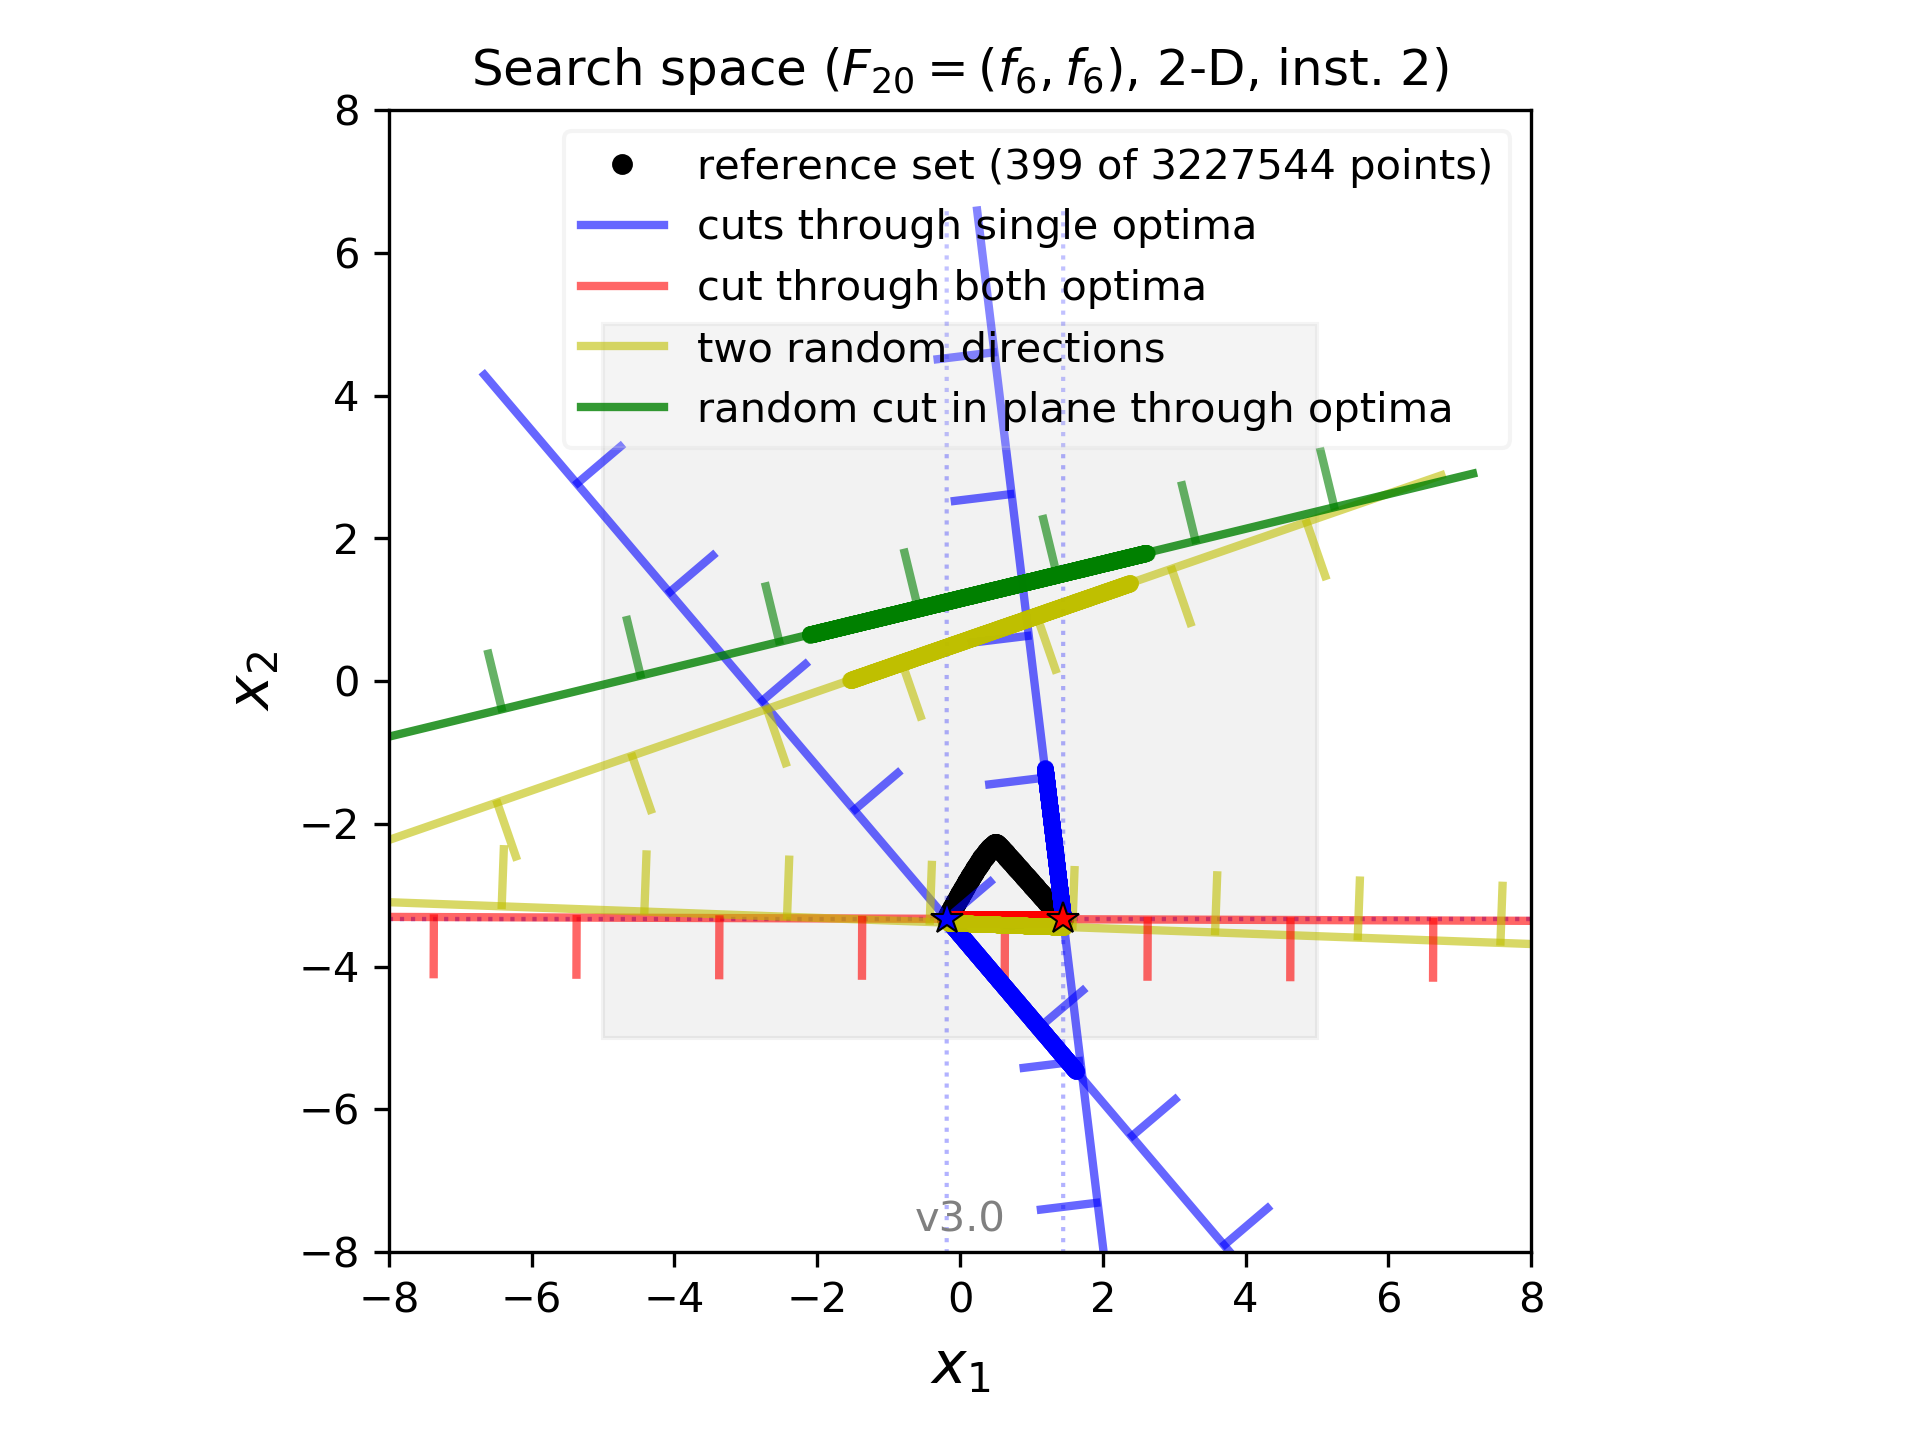 Search space (F20 = (f6, f6), 2-D, inst. 2)
8
6
4
2
0
−2
−4
−6
−8
x2
reference set (399 of 3227544 points)
cuts through single optima
cut through both optima
two random directions
random cut in plane through optima
v3.0
−8 −6 −4 −2 0 2 4 6 8
x1